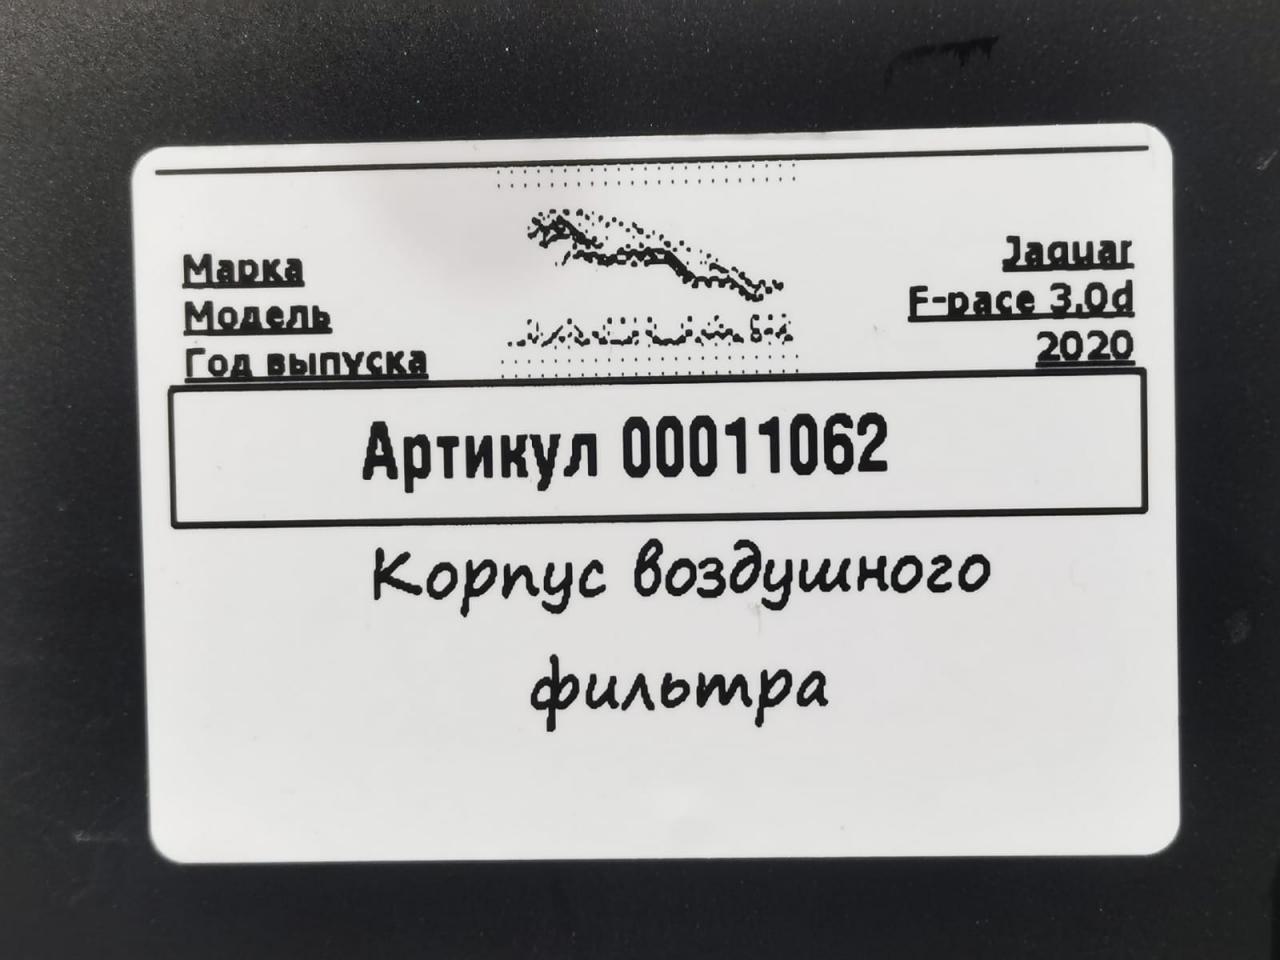 Марка Jaguar
Модель F-pace 3.0d
Год выпуска 2020
Артикул 00011062
Корпус воздушного
фильтра